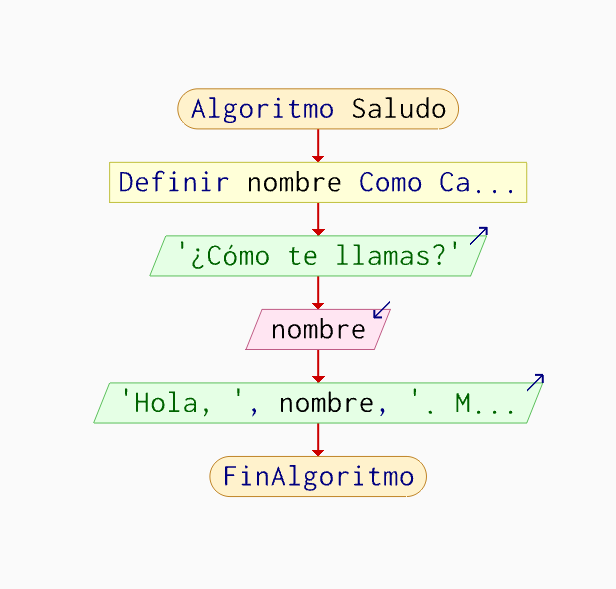 Algoritmo Saludo
Definir nombre Como Ca...
'¿Cómo te llamas?'
nombre
'Hola, ', nombre, '. M...
FinAlgoritmo